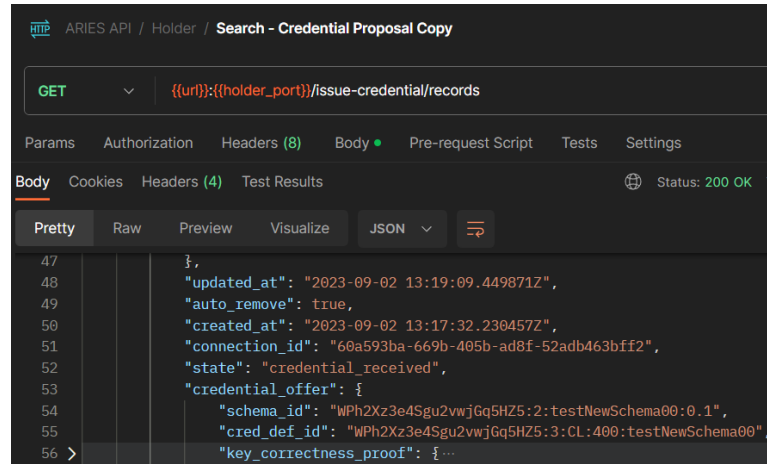 HTTP ARIES API / Holder / Search - Credential Proposal Copy
GET {{url}}:{{holder_port}}/issue-credential/records
Params Authorization Headers (8) Body Pre-request Script Tests Settings
Body Cookies Headers (4) Test Results Status: 200 OK
Pretty Raw Preview Visualize JSON
47 },
48 "updated_at": "2023-09-02 13:19:09.449871Z",
49 "auto_remove": true,
50 "created_at": "2023-09-02 13:17:32.230457Z",
51 "connection_id": "60a593ba-669b-405b-ad8f-52adb463bff2",
52 "state": "credential_received",
53 "credential_offer": {
54 "schema_id": "WPh2Xz3e4Sgu2vwjGq5HZ5:2:testNewSchema00:0.1",
55 "cred_def_id": "WPh2Xz3e4Sgu2vwjGq5HZ5:3:CL:400:testNewSchema00",
56 "key_correctness_proof": {…